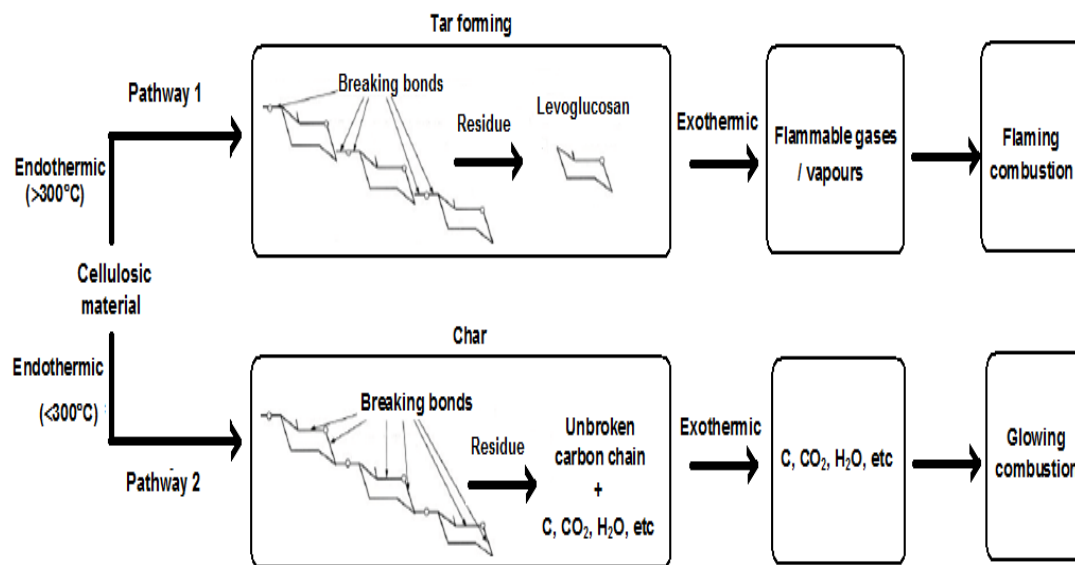 Tar forming
Pathway 1
Breaking bonds
Residue
Levoglucosan
Exothermic
Flammable gases
/ vapours
Flaming
combustion
Endothermic
(>300°C)
Cellulosic
material
Endothermic
(<300°C)
Pathway 2
Char
Breaking bonds
Residue
Unbroken
carbon chain
+
C, CO₂, H₂O, etc
Exothermic
C, CO₂, H₂O, etc
Glowing
combustion